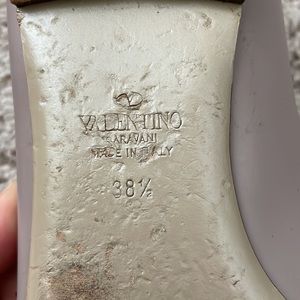 VALENTINO
GARAVANI
MADE IN ITALY
38½